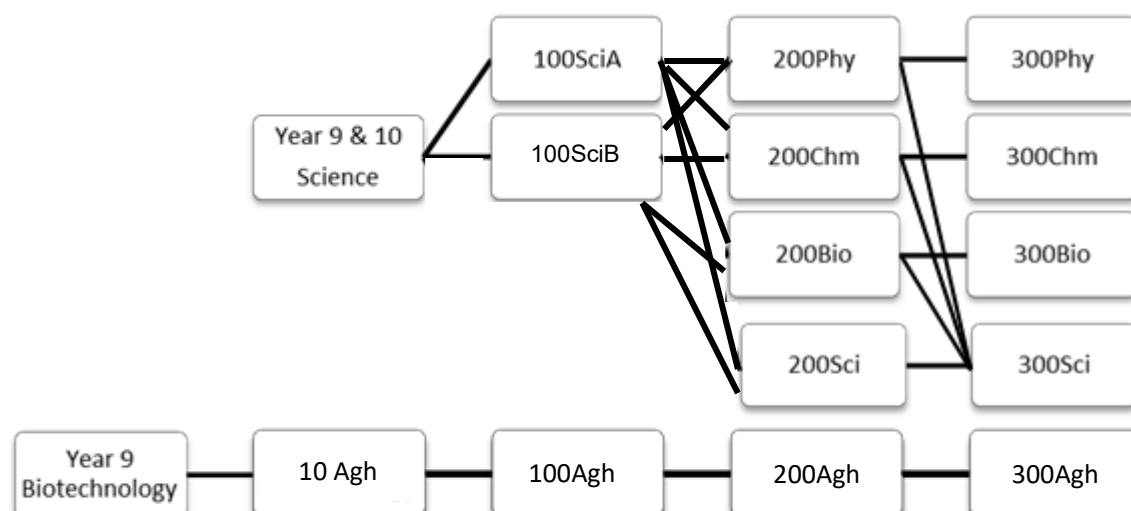 100SciA
200Phy
300Phy
Year 9 & 10
Science
100SciB
200Chm
300Chm
200Bio
300Bio
200Sci
300Sci
Year 9
Biotechnology
10 Agh
100Agh
200Agh
300Agh